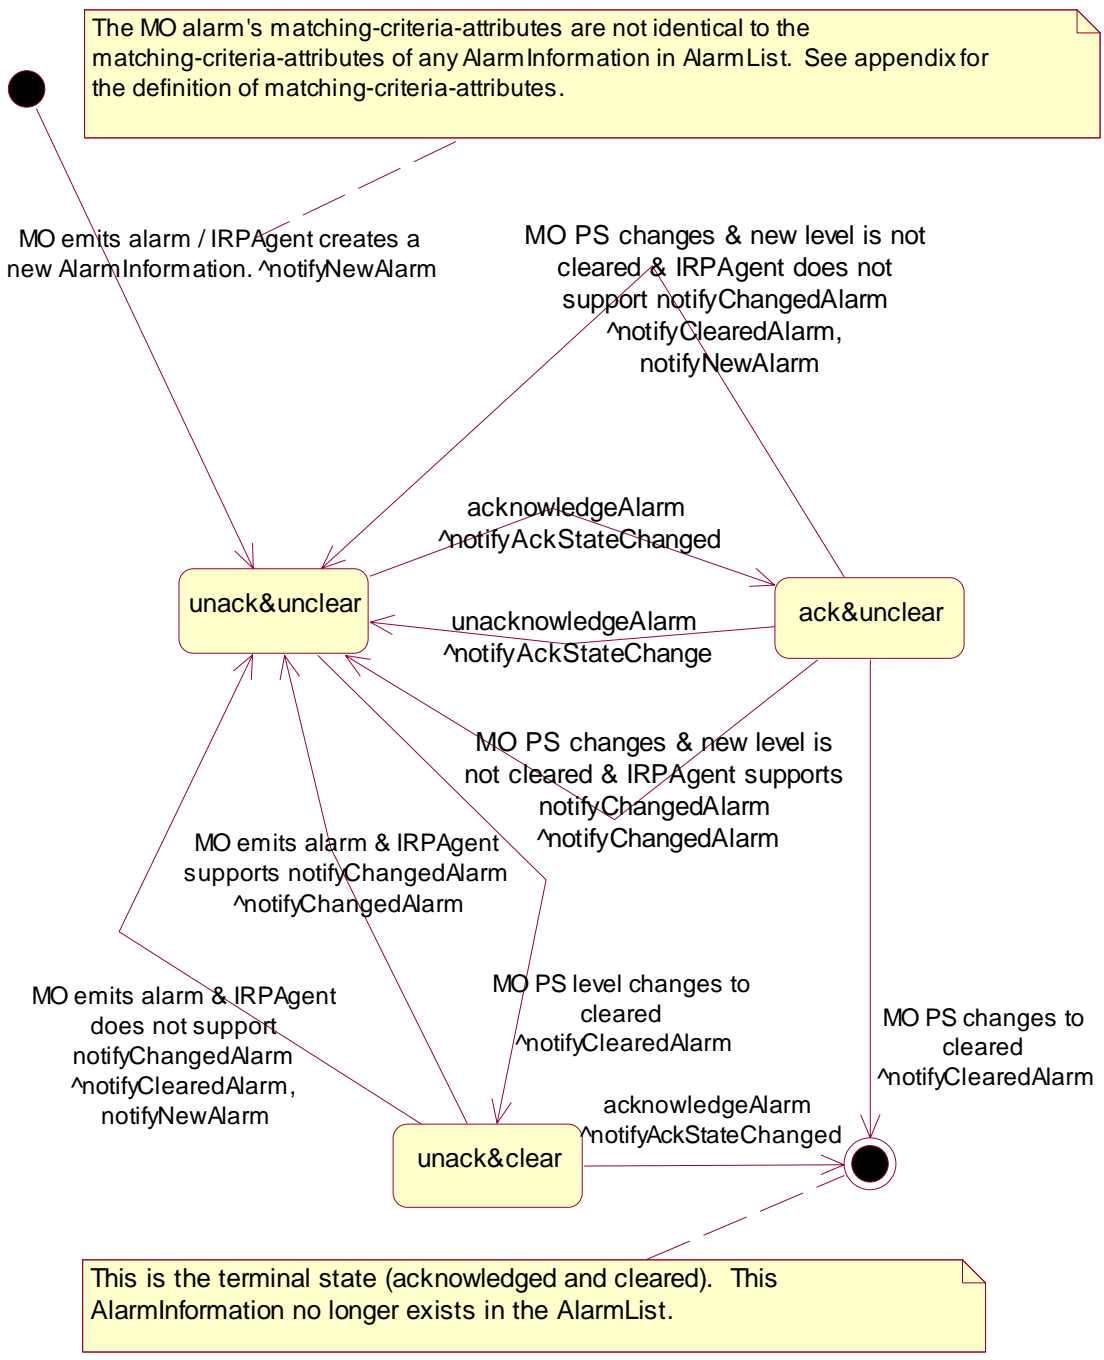 The MO alarm's matching-criteria-attributes are not identical to the
matching-criteria-attributes of any AlarmInformation in AlarmList.  See appendix for
the definition of matching-criteria-attributes.
MO emits alarm / IRPAgent creates a
new AlarmInformation. ^notifyNewAlarm
MO PS changes & new level is not
cleared & IRPAgent does not
support notifyChangedAlarm
^notifyClearedAlarm,
notifyNewAlarm
acknowledgeAlarm
^notifyAckStateChanged
unack&unclear
ack&unclear
unacknowledgeAlarm
^notifyAckStateChange
MO PS changes & new level is
not cleared & IRPAgent supports
notifyChangedAlarm
^notifyChangedAlarm
MO emits alarm & IRPAgent
supports notifyChangedAlarm
^notifyChangedAlarm
MO emits alarm & IRPAgent
does not support
notifyChangedAlarm
^notifyClearedAlarm,
notifyNewAlarm
MO PS level changes to
cleared
^notifyClearedAlarm
MO PS changes to
cleared
^notifyClearedAlarm
acknowledgeAlarm
^notifyAckStateChanged
unack&clear
This is the terminal state (acknowledged and cleared).  This
AlarmInformation no longer exists in the AlarmList.